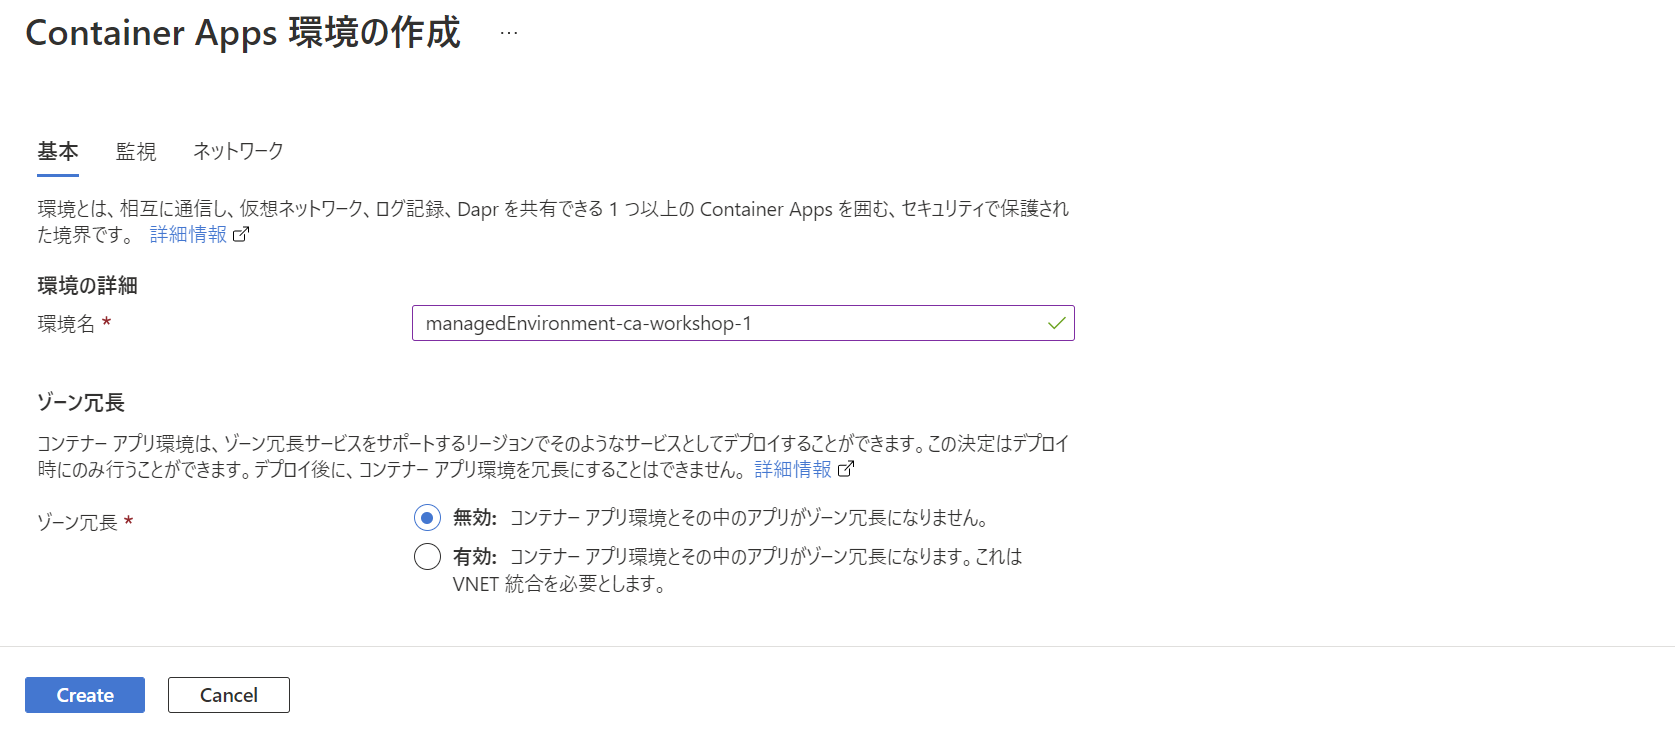 Container Apps 環境の作成 ...
基本 監視 ネットワーク
環境とは、相互に通信し、仮想ネットワーク、ログ記録、Dapr を共有できる 1 つ以上の Container Apps を囲む、セキュリティで保護され
た境界です。 詳細情報
環境の詳細
環境名 *
managedEnvironment-ca-workshop-1
ゾーン冗長
コンテナー アプリ環境は、ゾーン冗長サービスをサポートするリージョンでそのようなサービスとしてデプロイすることができます。この決定はデプロイ
時にのみ行うことができます。デプロイ後に、コンテナー アプリ環境を冗長にすることはできません。 詳細情報
ゾーン冗長 *
無効: コンテナー アプリ環境とその中のアプリがゾーン冗長になりません。
有効: コンテナー アプリ環境とその中のアプリがゾーン冗長になります。これは
VNET 統合を必要とします。
Create Cancel